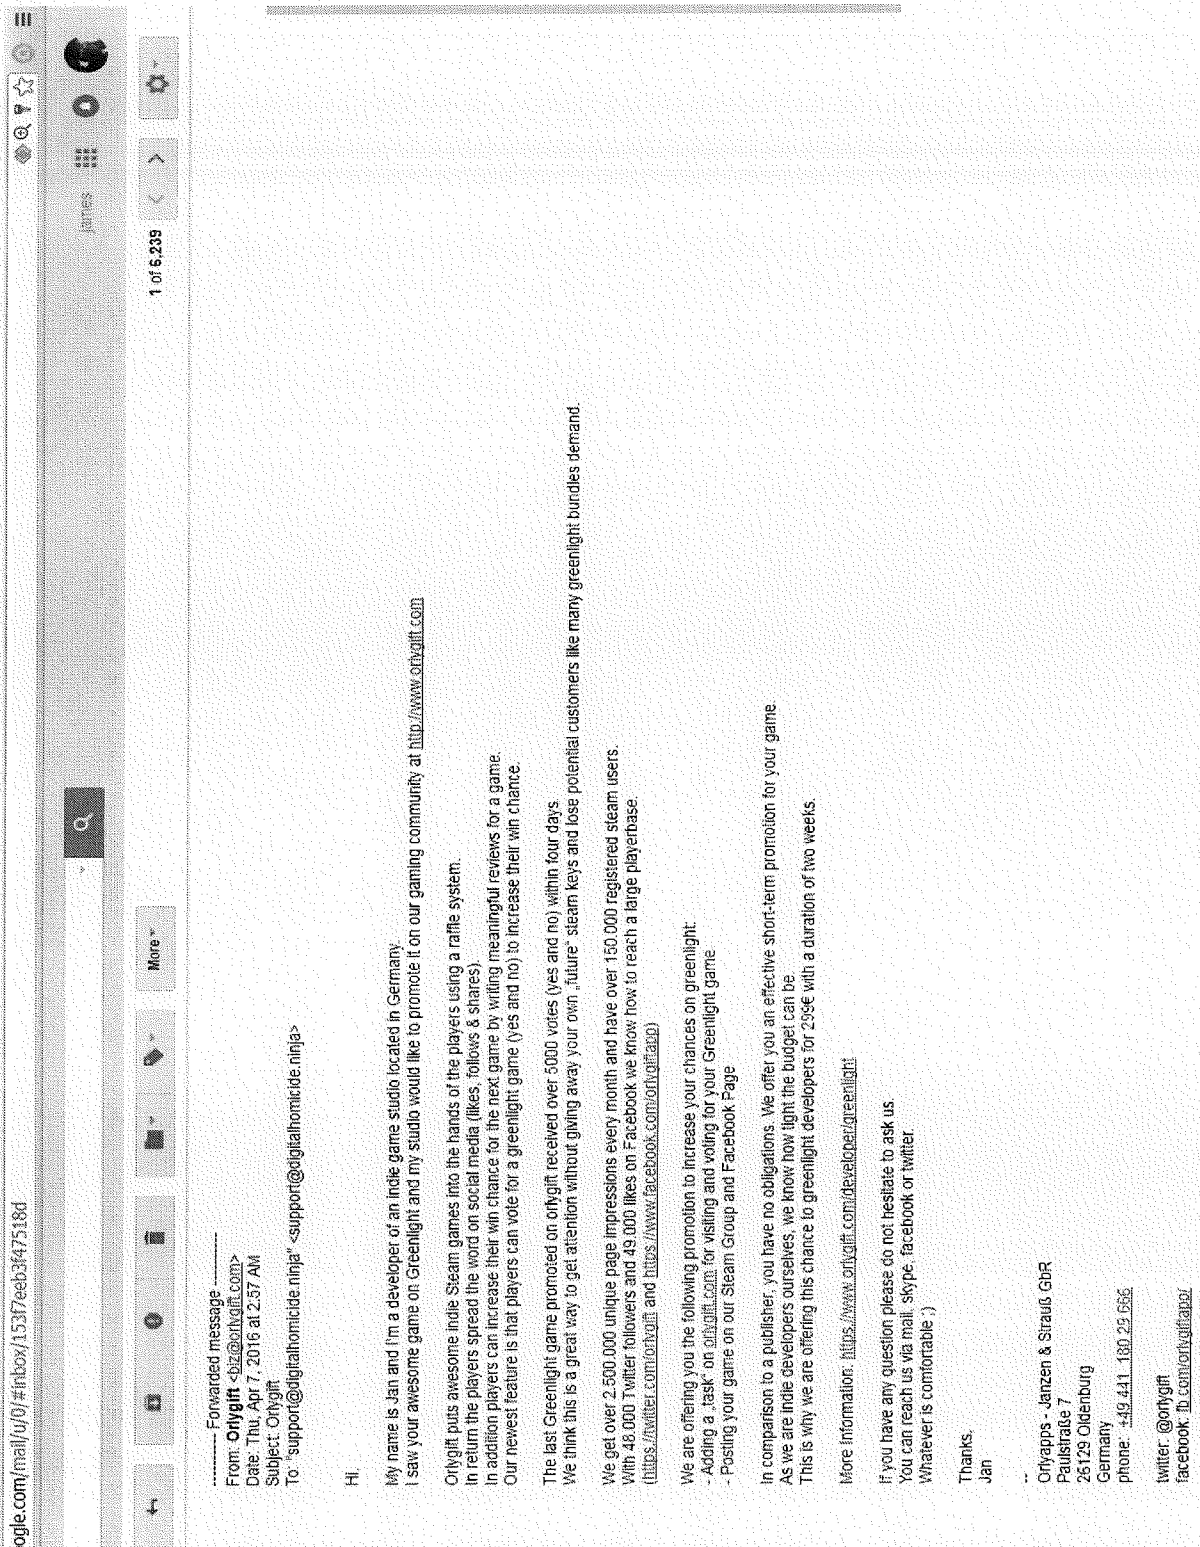 ogle.com/mail/u/0/#inbox/153f7eeb3f47518d
james
More
1 of 6,239
---------- Forwarded message ----------
From: Orlygift <biz@orlygift.com>
Date: Thu, Apr 7, 2016 at 2:57 AM
Subject: Orlygift
To: "support@digitalhomicide.ninja" <support@digitalhomicide.ninja>
Hi,
My name is Jan and I'm a developer of an indie game studio located in Germany.
I saw your awesome game on Greenlight and my studio would like to promote it on our gaming community at http://www.orlygift.com
Orlygift puts awesome indie Steam games into the hands of the players using a raffle system.
In return the players spread the word on social media (likes, follows & shares).
In addition players can increase their win chance for the next game by writing meaningful reviews for a game.
Our newest feature is that players can vote for a greenlight game (yes and no) to increase their win chance.
The last Greenlight game promoted on orlygift received over 5000 votes (yes and no) within four days.
We think this is a great way to get attention without giving away your own „future“ steam keys and lose potential customers like many greenlight bundles demand.
We get over 2.500.000 unique page impressions every month and have over 150.000 registered steam users.
With 48.000 Twitter followers and 49.000 likes on Facebook we know how to reach a large playerbase.
(https://twitter.com/orlygift and https://www.facebook.com/orlygiftapp)
We are offering you the following promotion to increase your chances on greenlight:
- Adding a „task“ on orlygift.com for visiting and voting for your Greenlight game
- Posting your game on our Steam Group and Facebook Page
In comparison to a publisher, you have no obligations. We offer you an effective short-term promotion for your game.
As we are indie developers ourselves, we know how tight the budget can be.
This is why we are offering this chance to greenlight developers for 299€ with a duration of two weeks.
More Information: https://www.orlygift.com/developer/greenlight
If you have any question please do not hesitate to ask us.
You can reach us via mail, Skype, facebook or twitter.
Whatever is comfortable :)
Thanks,
Jan
--
Orlyapps - Janzen & Strauß GbR
Paulstraße 7
26129 Oldenburg
Germany
phone: +49 441 180 29 666
twitter: @orlygift
facebook: fb.com/orlygiftapp/